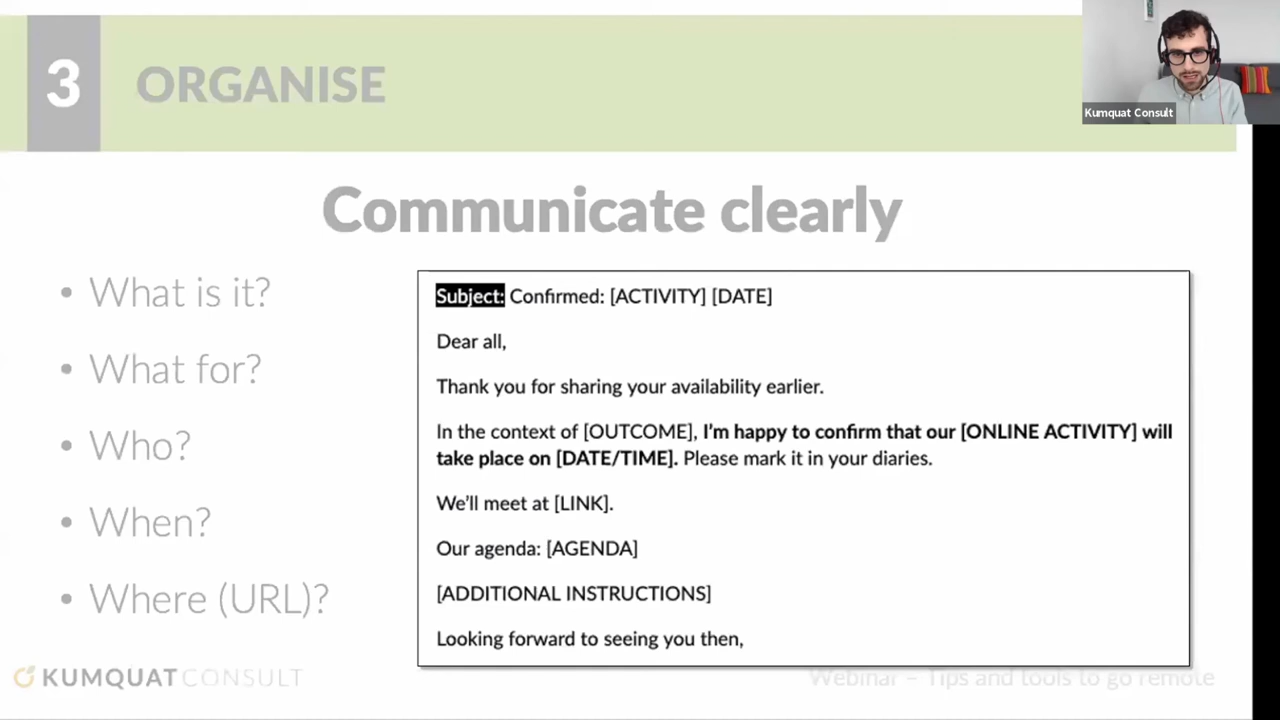 3 ORGANISE
Kumquat Consult
Communicate clearly
• What is it?
• What for?
• Who?
• When?
• Where (URL)?
Subject: Confirmed: [ACTIVITY] [DATE]
Dear all,
Thank you for sharing your availability earlier.
In the context of [OUTCOME], I'm happy to confirm that our [ONLINE ACTIVITY] will
take place on [DATE/TIME]. Please mark it in your diaries.
We'll meet at [LINK].
Our agenda: [AGENDA]
[ADDITIONAL INSTRUCTIONS]
Looking forward to seeing you then,
KUMQUATCONSULT
Webinar – Tips and tools to go remote